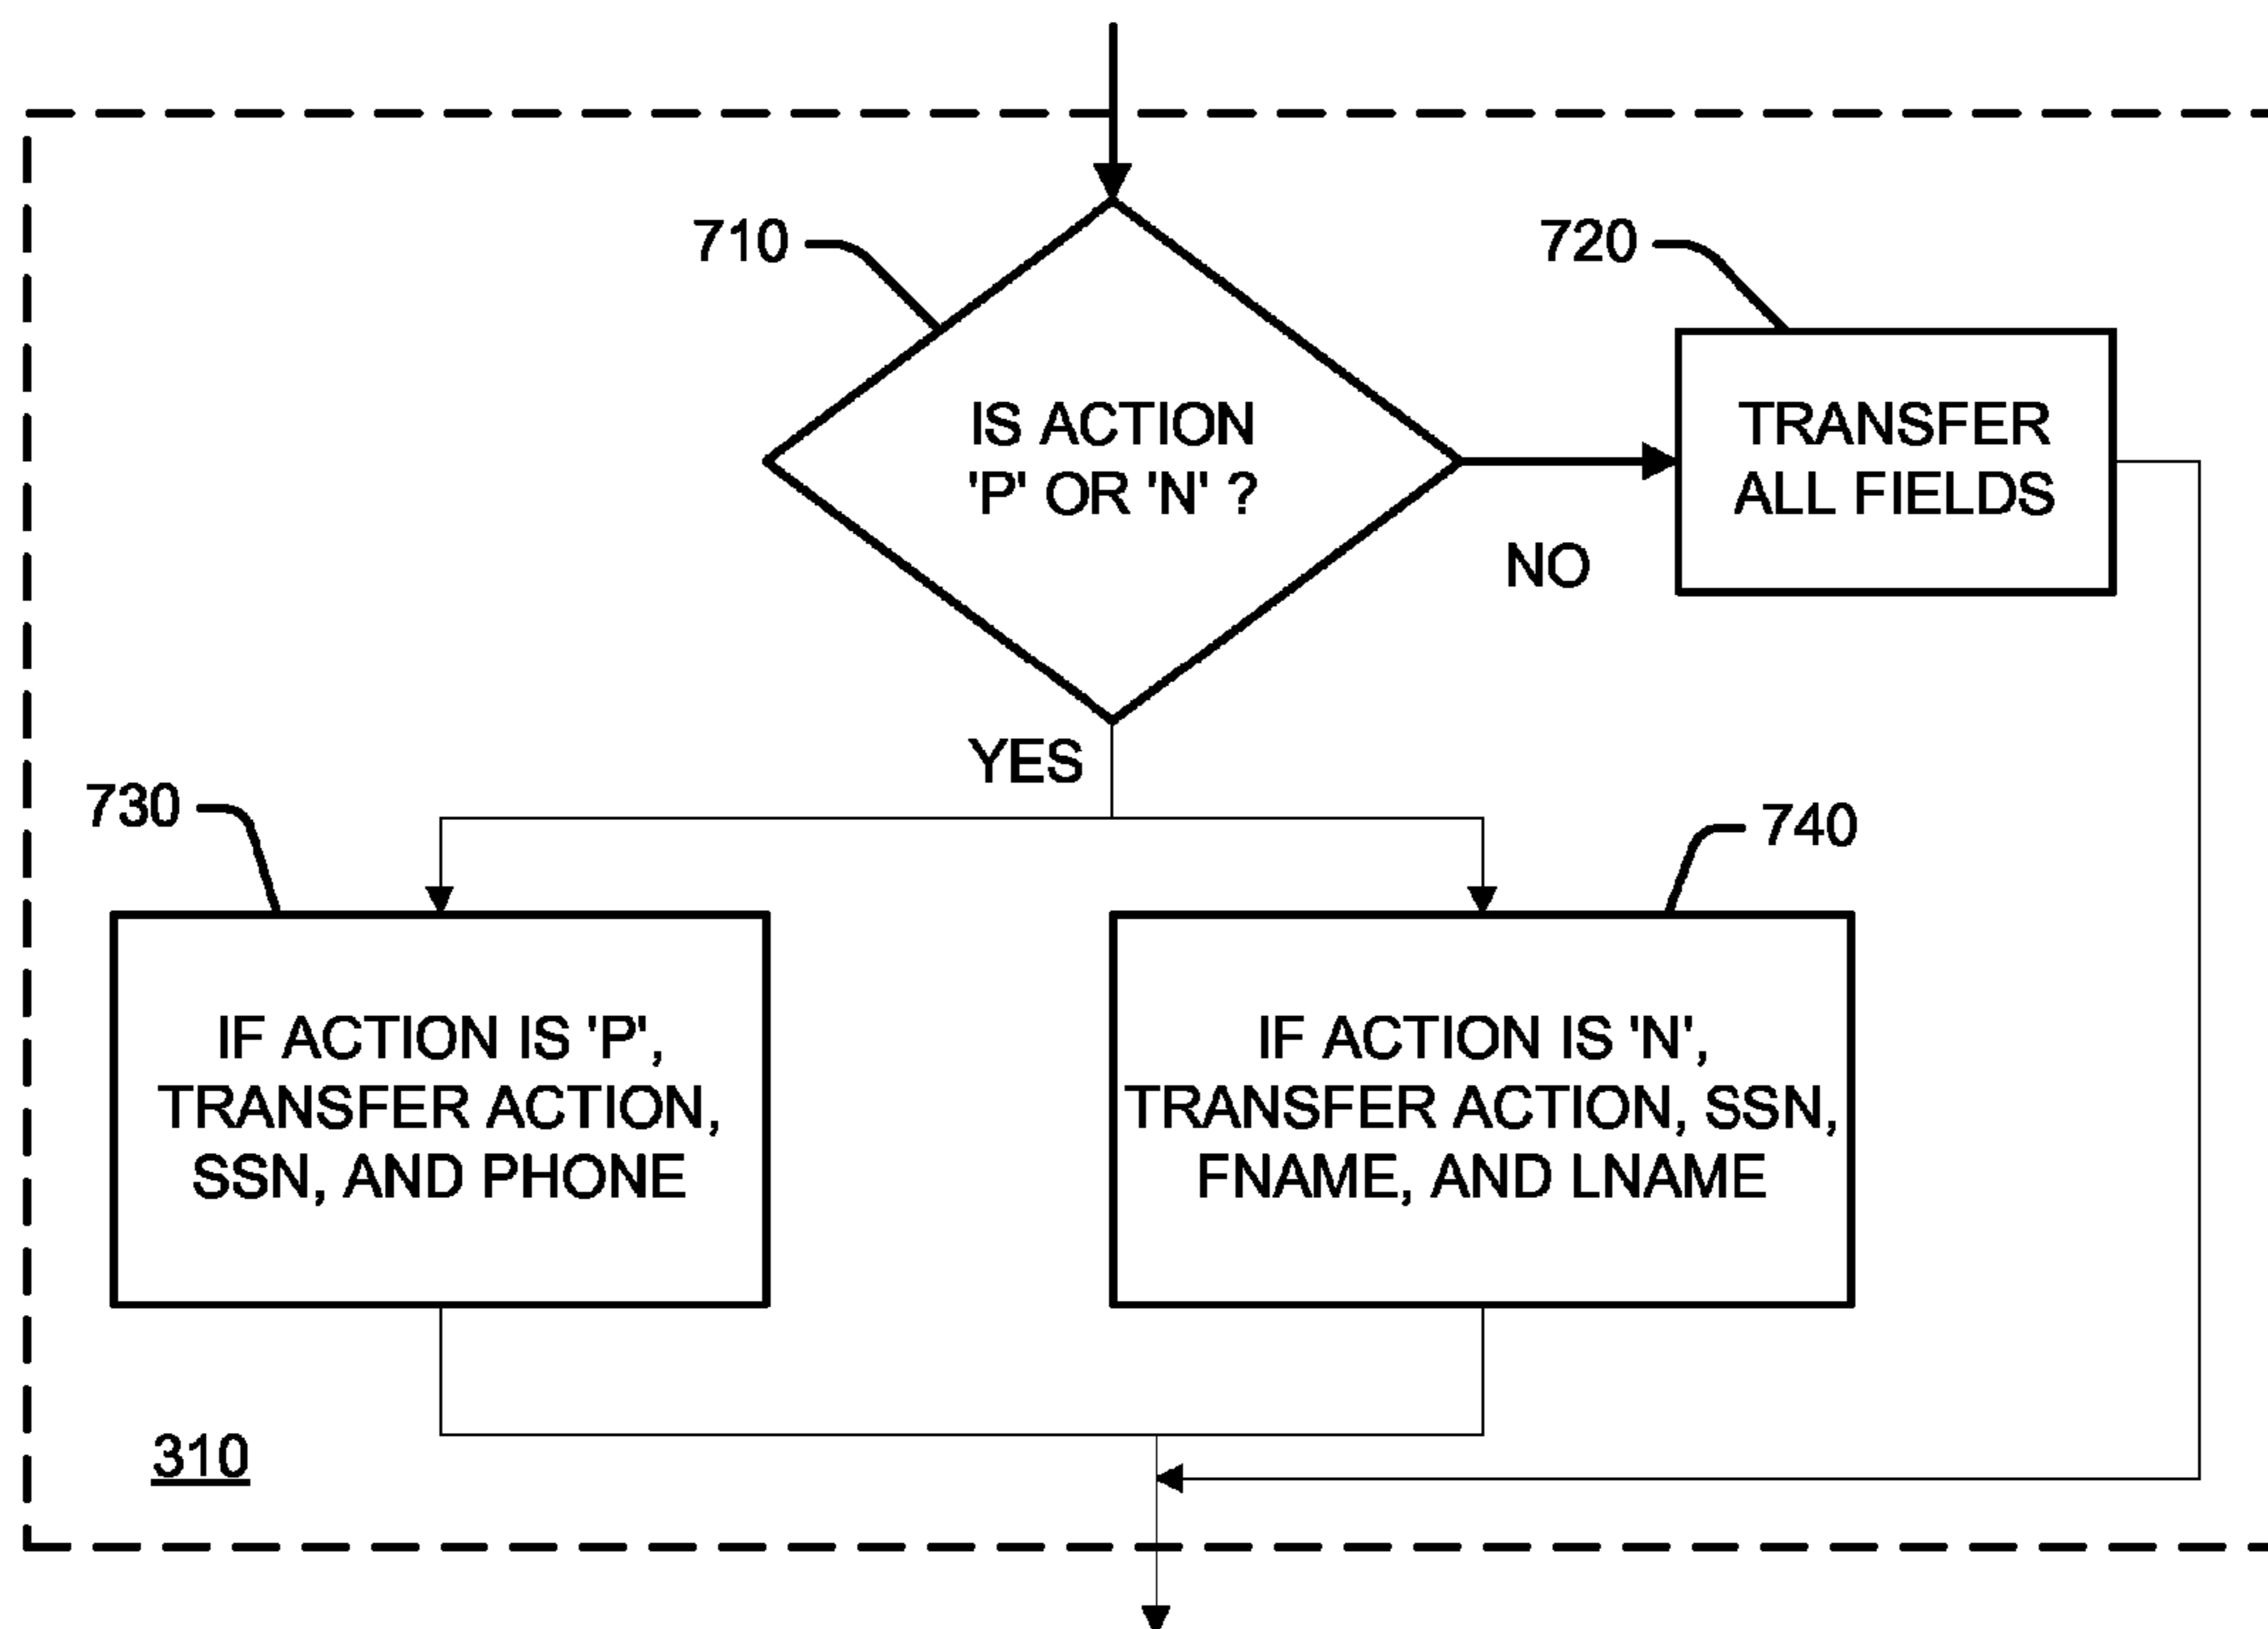 710
720
IS ACTION
'P' OR 'N' ?
TRANSFER
ALL FIELDS
NO
YES
730
740
IF ACTION IS 'P',
TRANSFER ACTION,
SSN, AND PHONE
IF ACTION IS 'N',
TRANSFER ACTION, SSN,
FNAME, AND LNAME
310